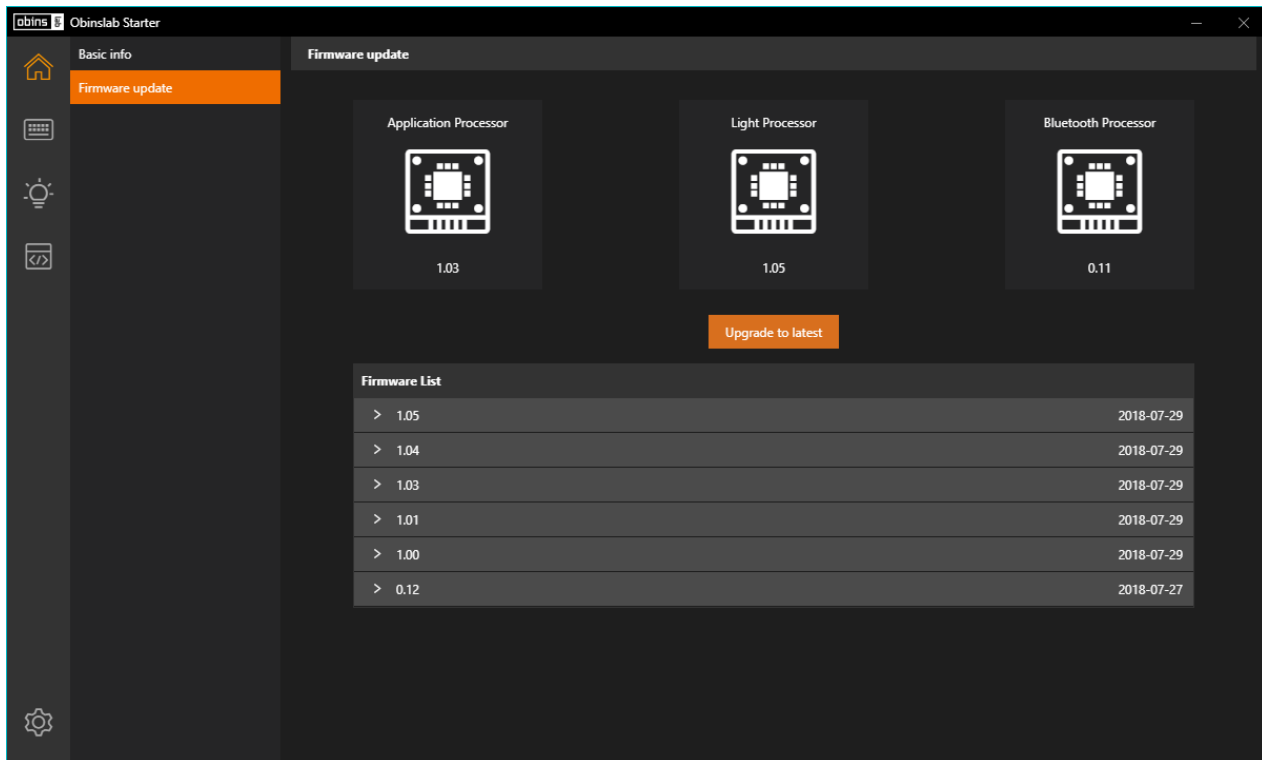 obins
Obinslab Starter
Basic info
Firmware update
Firmware update
Application Processor
1.03
Light Processor
1.05
Bluetooth Processor
0.11
Upgrade to latest
Firmware List
1.05 2018-07-29
1.04 2018-07-29
1.03 2018-07-29
1.01 2018-07-29
1.00 2018-07-29
0.12 2018-07-27